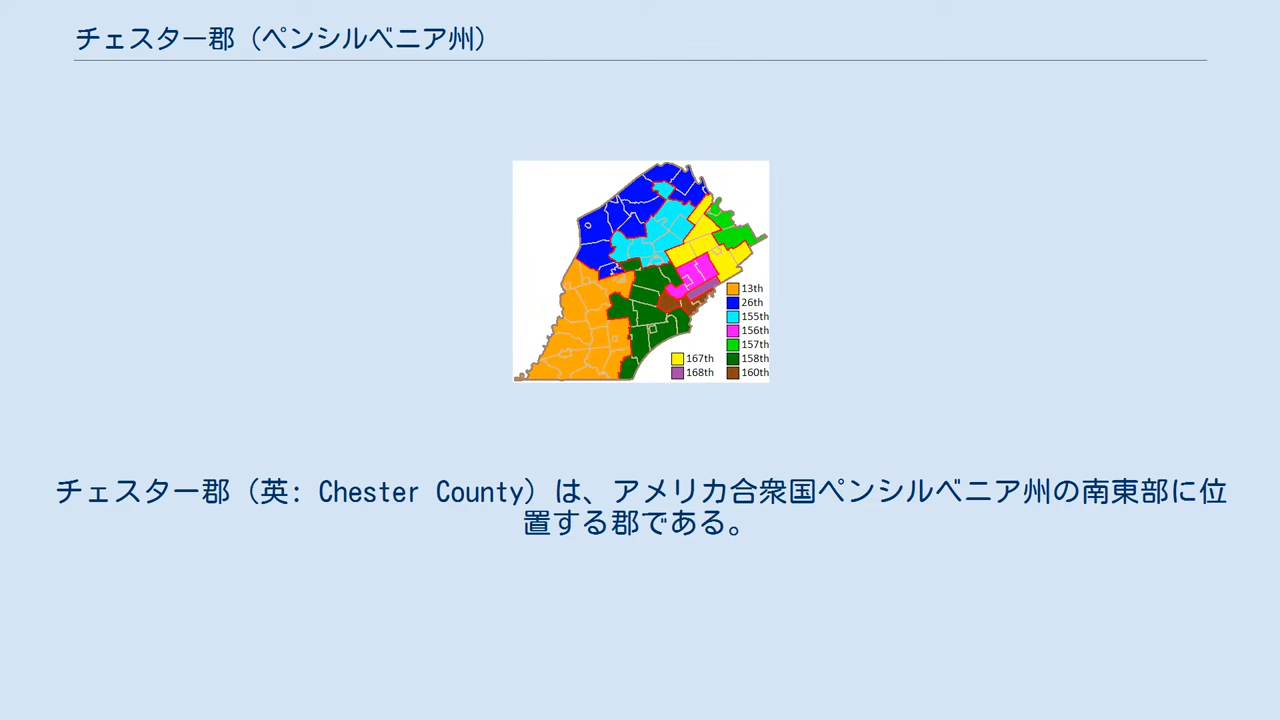 チェスター郡（ペンシルベニア州）
13th
26th
155th
156th
157th
167th 158th
168th 160th
チェスター郡（英: Chester County）は、アメリカ合衆国ペンシルベニア州の南東部に位
置する郡である。